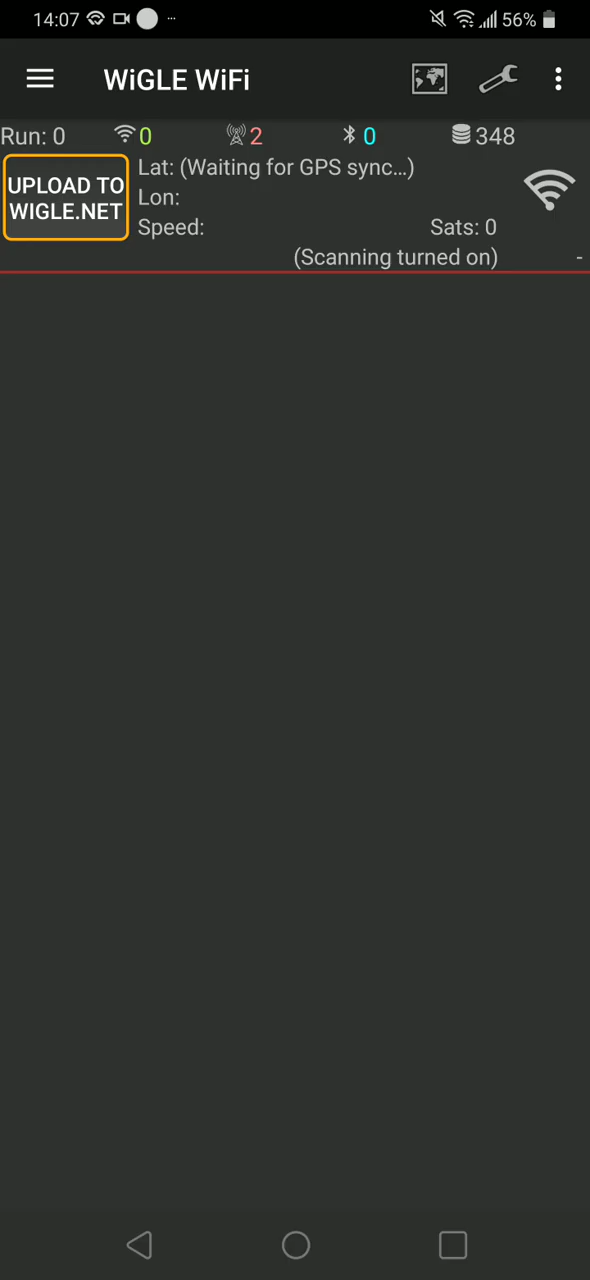 14:07 56%
WiGLE WiFi
Run: 0 0 2 0 348
UPLOAD TO
WIGLE.NET
Lat: (Waiting for GPS sync...)
Lon:
Speed: Sats: 0
(Scanning turned on) -